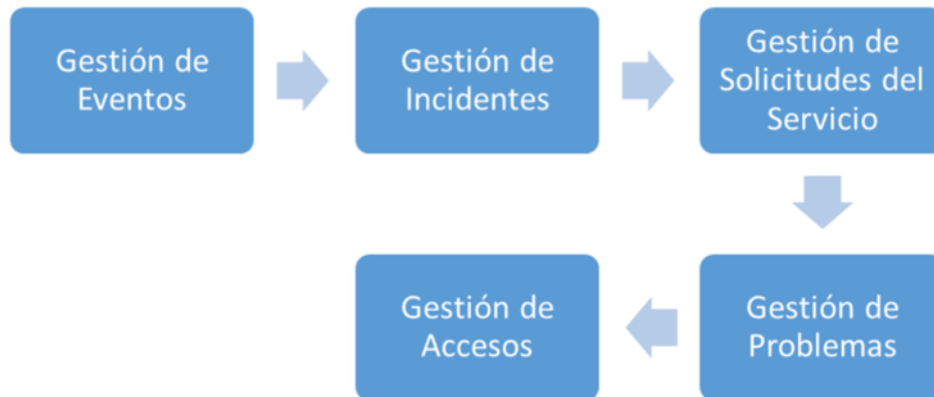 Gestión de
Eventos
Gestión de
Incidentes
Gestión de
Solicitudes del
Servicio
Gestión de
Problemas
Gestión de
Accesos